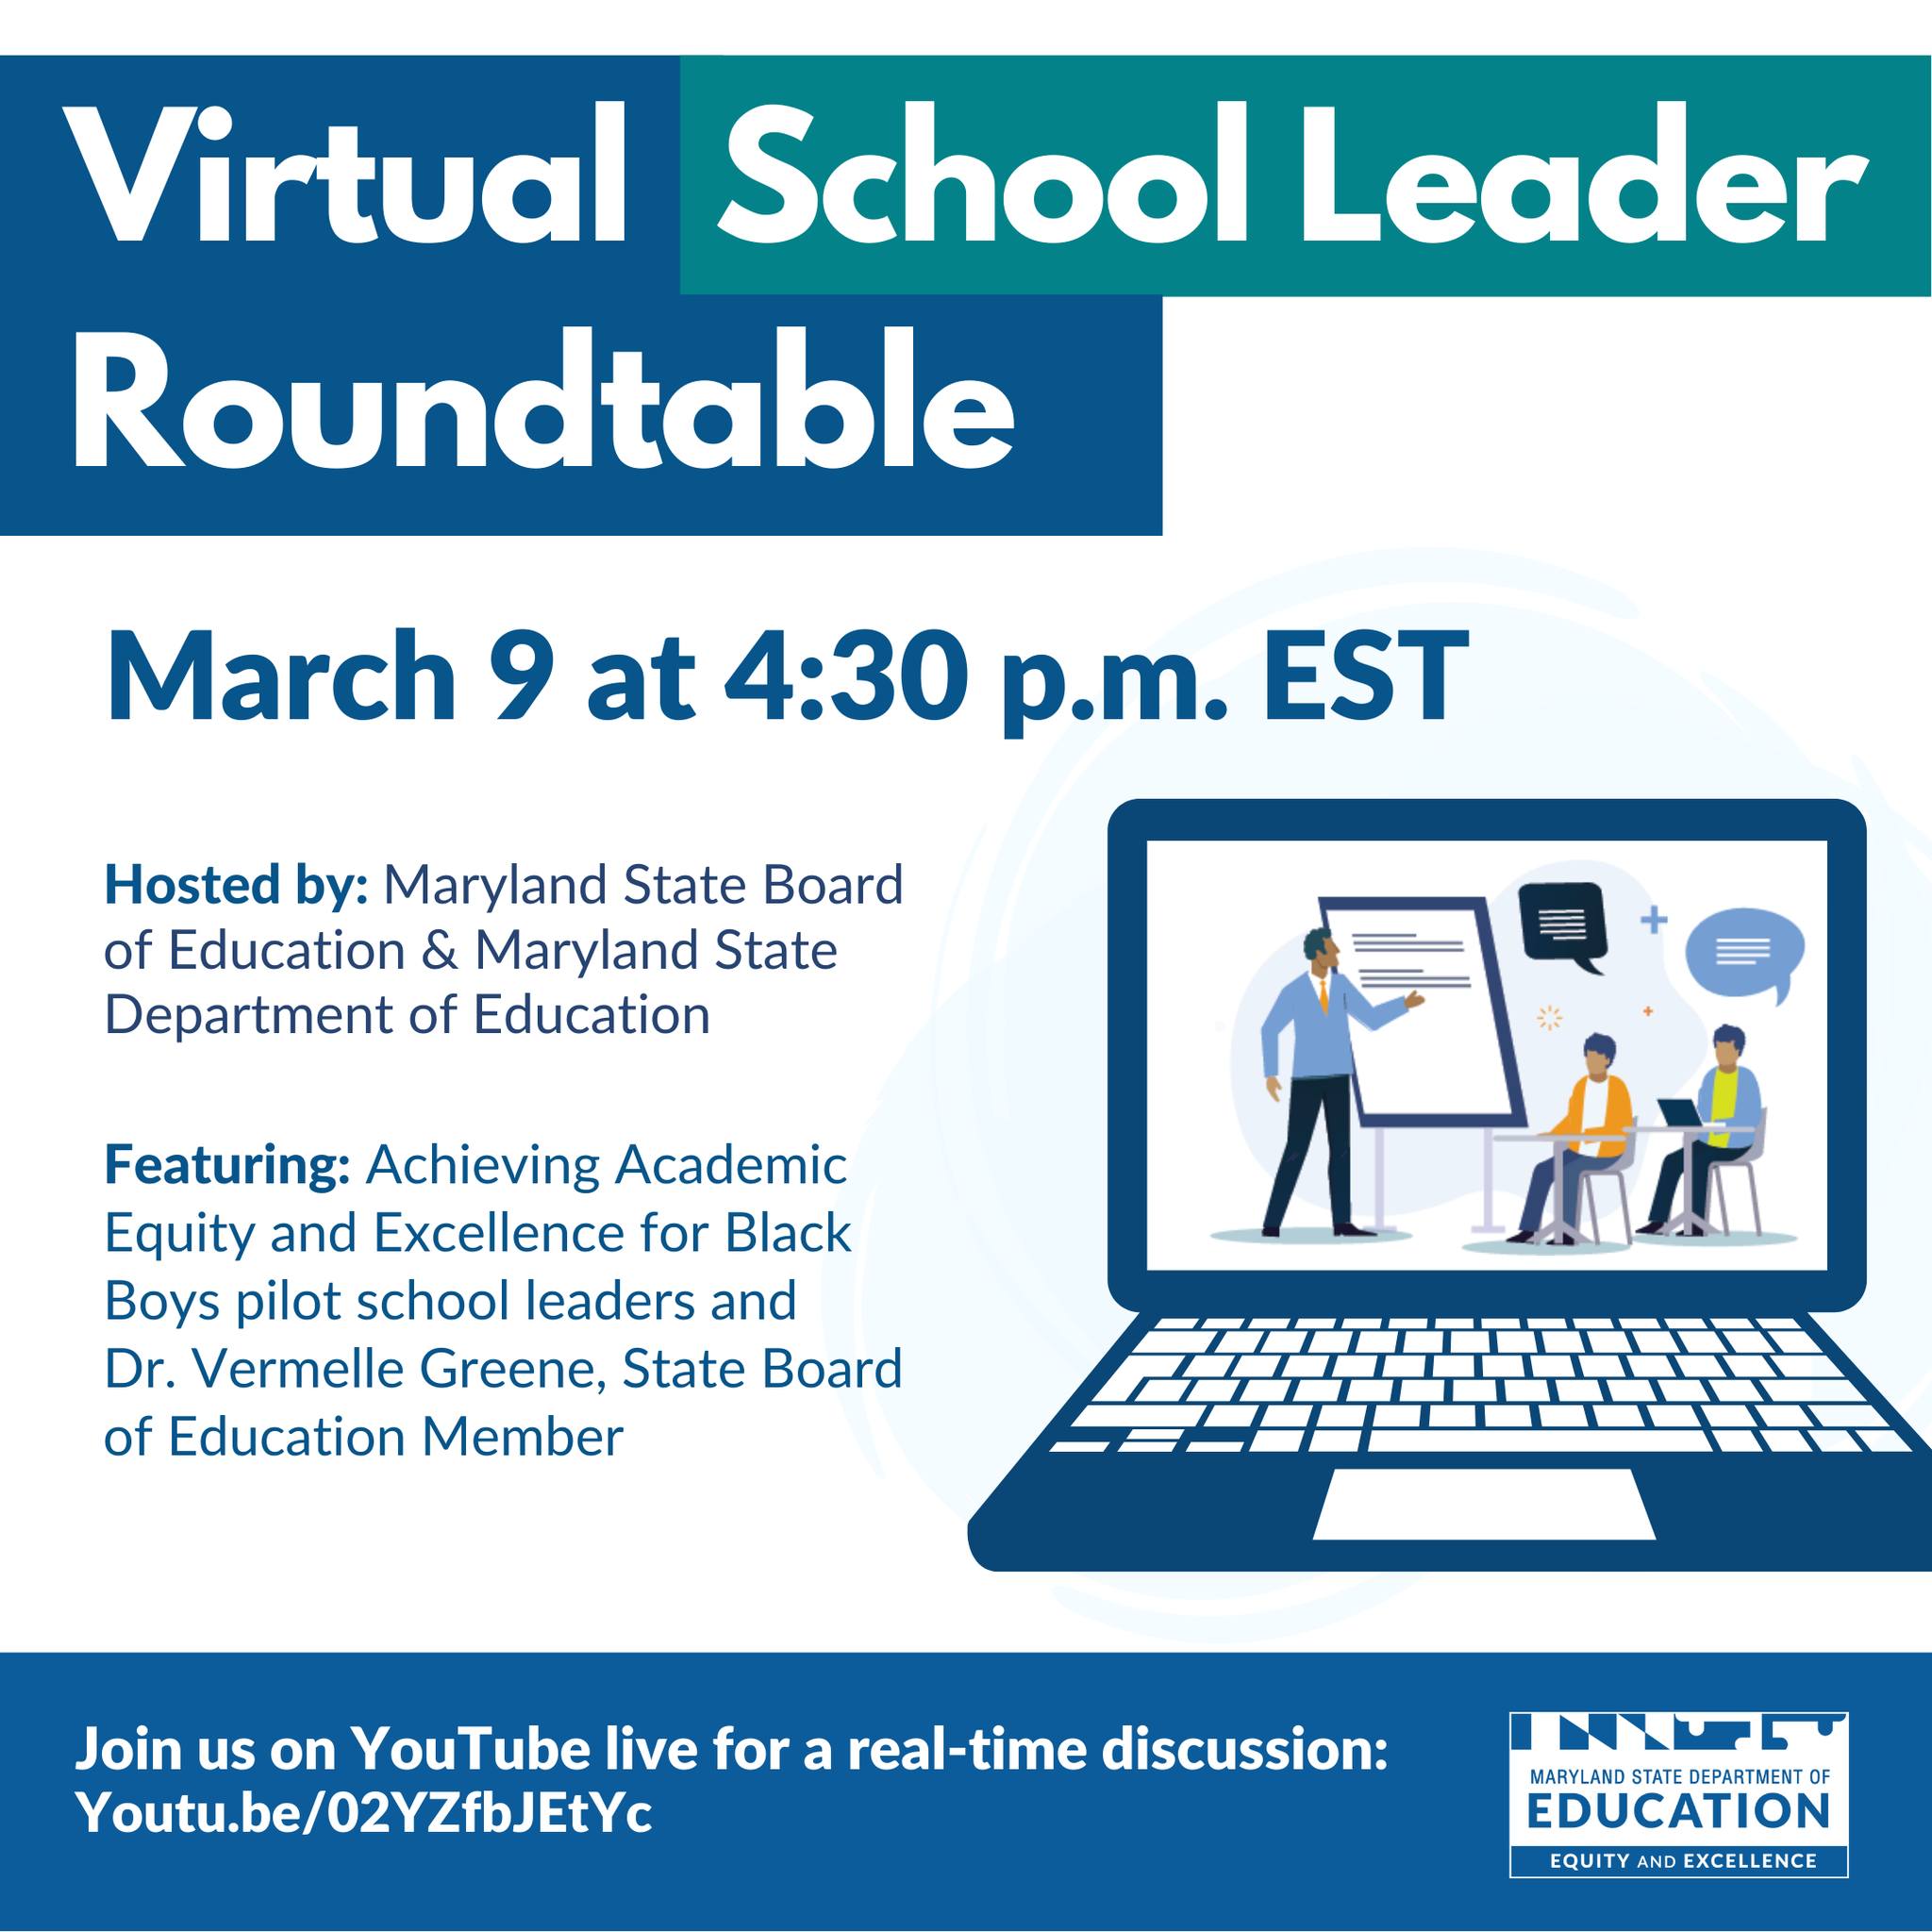 Virtual School Leader
Roundtable
March 9 at 4:30 p.m. EST
Hosted by: Maryland State Board
of Education & Maryland State
Department of Education
Featuring: Achieving Academic
Equity and Excellence for Black
Boys pilot school leaders and
Dr. Vermelle Greene, State Board
of Education Member
Join us on YouTube live for a real-time discussion:
Youtu.be/02YZfbJEtYc
MARYLAND STATE DEPARTMENT OF
EDUCATION
EQUITY AND EXCELLENCE